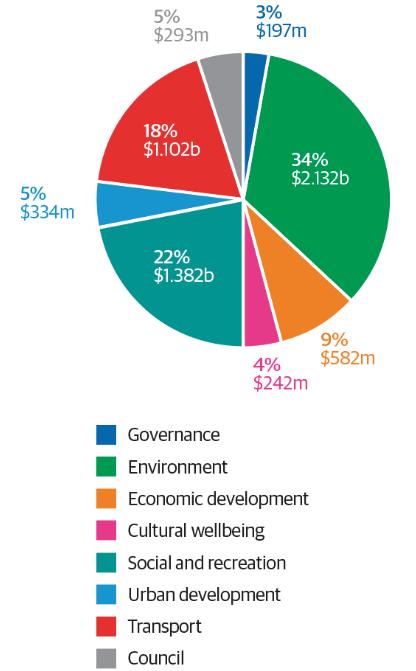 5%
$293m
3%
$197m
18%
$1.102b
34%
$2.132b
5%
$334m
22%
$1.382b
9%
$582m
4%
$242m
Governance
Environment
Economic development
Cultural wellbeing
Social and recreation
Urban development
Transport
Council